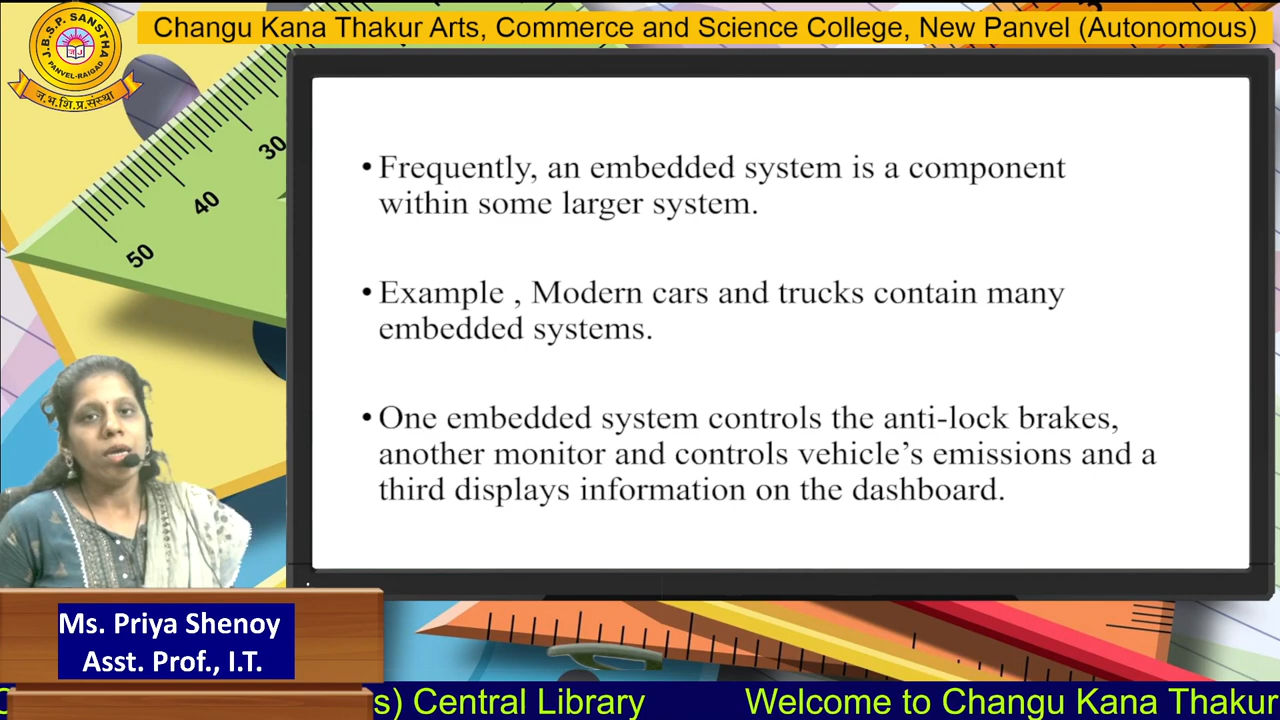 Changu Kana Thakur Arts, Commerce and Science College, New Panvel (Autonomous)
J.B.S.P. SANSTHA
PANVEL-RAIGAD
ज.भ.शि.प्र.संस्था
30
40
50
• Frequently, an embedded system is a component
within some larger system.
• Example , Modern cars and trucks contain many
embedded systems.
• One embedded system controls the anti-lock brakes,
another monitor and controls vehicle's emissions and a
third displays information on the dashboard.
Ms. Priya Shenoy
Asst. Prof., I.T.
s) Central Library Welcome to Changu Kana Thakur